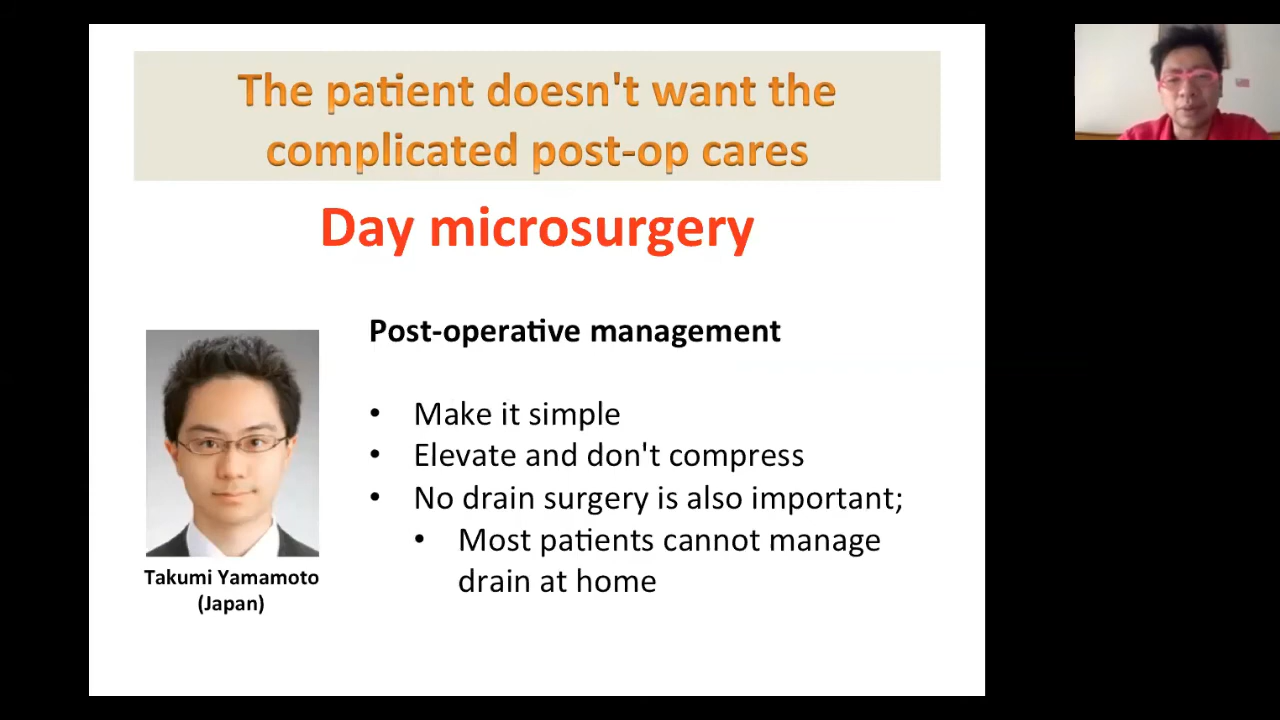 The patient doesn't want the
complicated post-op cares
Day microsurgery
Post-operative management
• Make it simple
• Elevate and don't compress
• No drain surgery is also important;
• Most patients cannot manage
drain at home
Takumi Yamamoto
(Japan)